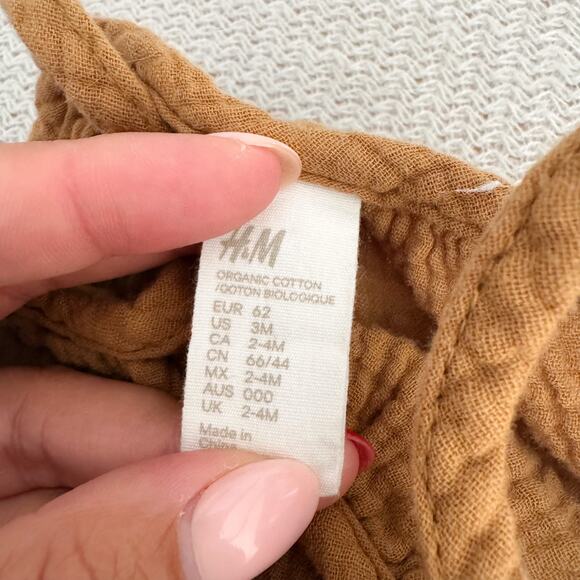 H&M
ORGANIC COTTON
/COTON BIOLOGIQUE
EUR 62
US 3M
CA 2-4M
CN 66/44
MX 2-4M
AUS 000
UK 2-4M
Made in
China